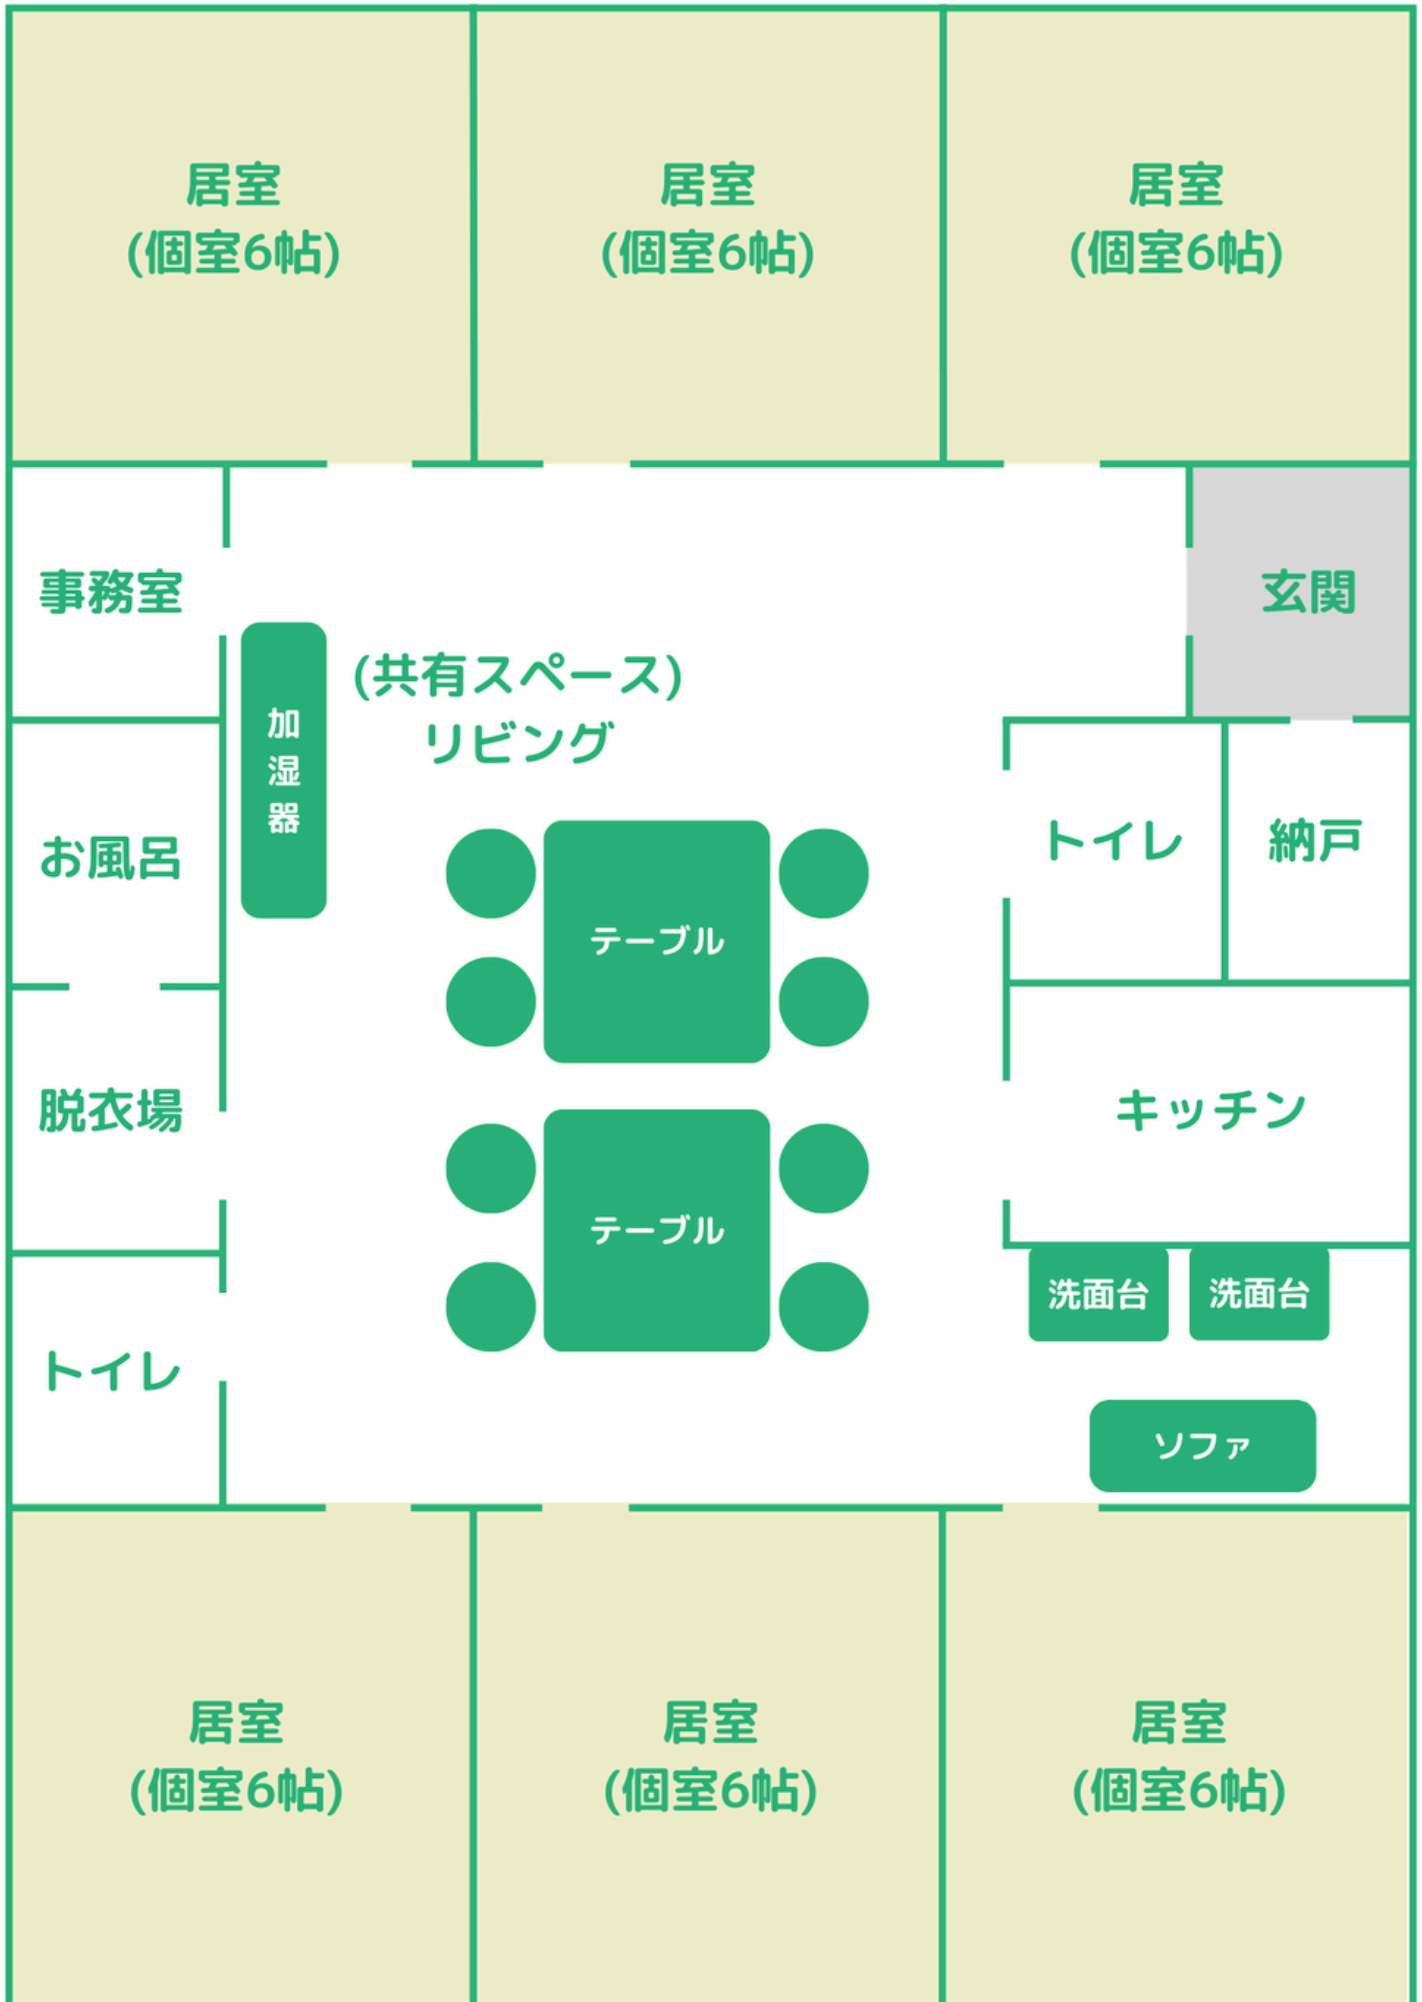 居室
(個室6帖)
居室
(個室6帖)
居室
(個室6帖)
事務室
玄関
(共有スペース)
リビング
加湿器
お風呂
トイレ
納戸
テーブル
脱衣場
キッチン
テーブル
洗面台
洗面台
トイレ
ソファ
居室
(個室6帖)
居室
(個室6帖)
居室
(個室6帖)